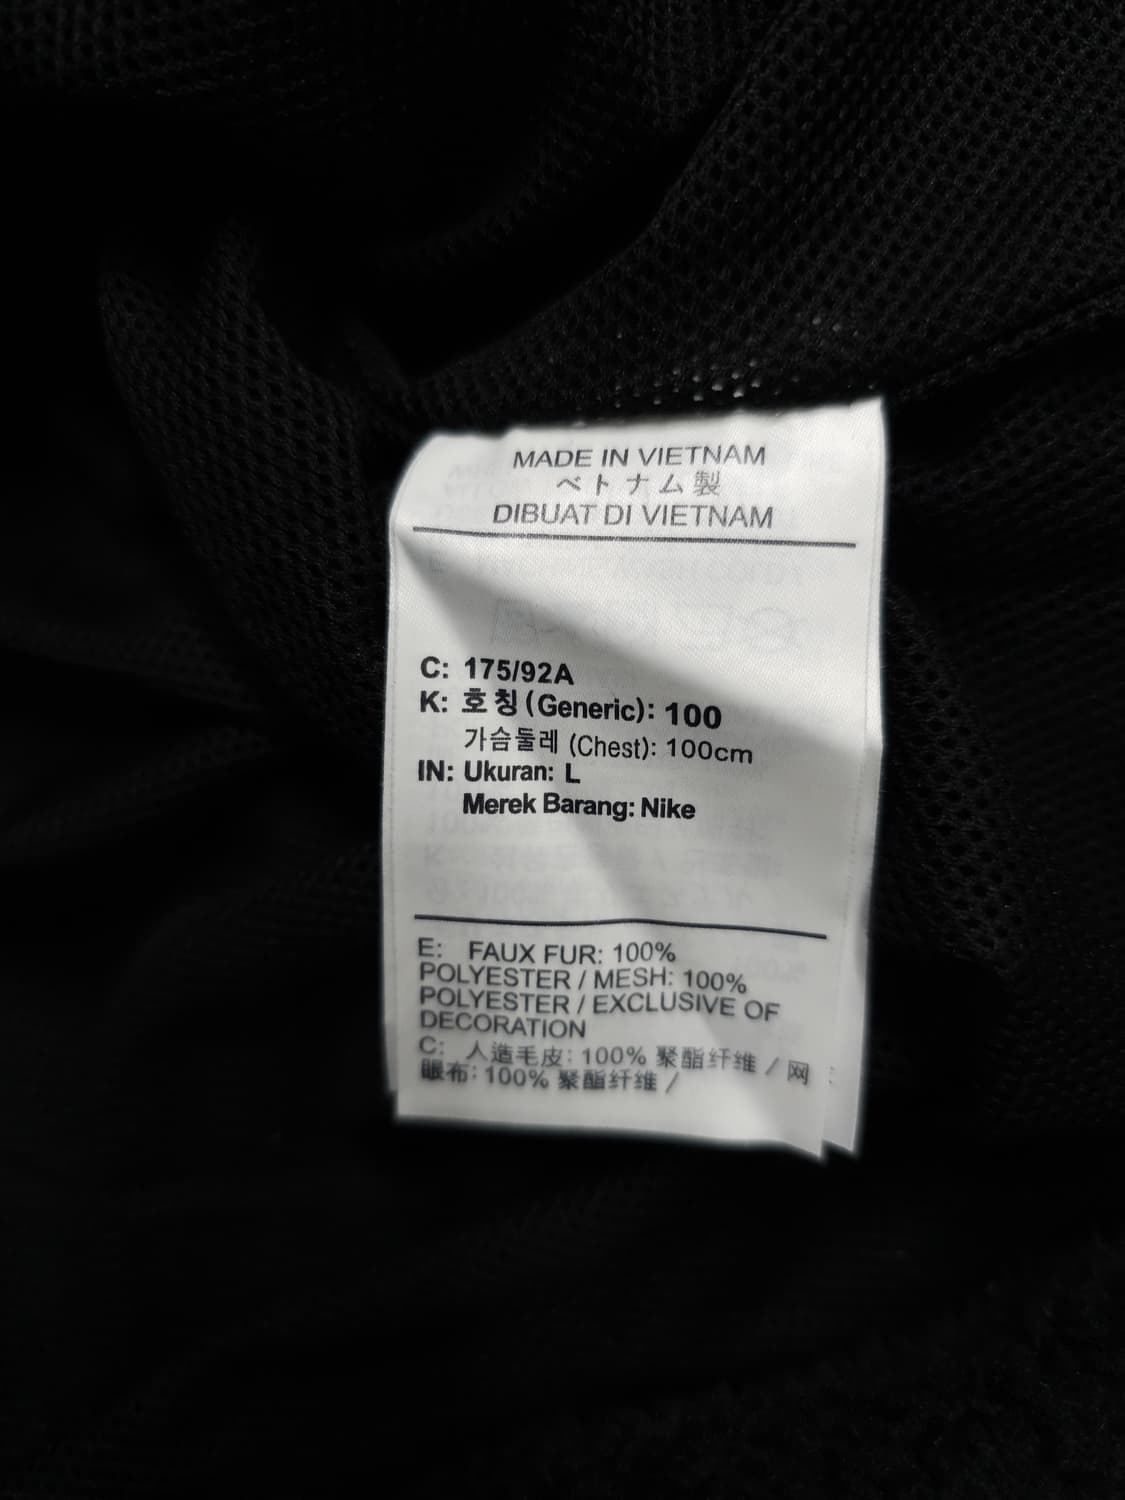 MADE IN VIETNAM
ベトナム製
DIBUAT DI VIETNAM
C: 175/92A
K: 호칭 (Generic): 100
가슴둘레 (Chest): 100cm
IN: Ukuran: L
Merek Barang: Nike
E: FAUX FUR: 100%
POLYESTER / MESH: 100%
POLYESTER / EXCLUSIVE OF
DECORATION
C: 人造毛皮: 100% 聚酯纤维 / 网
眼布: 100% 聚酯纤维 /